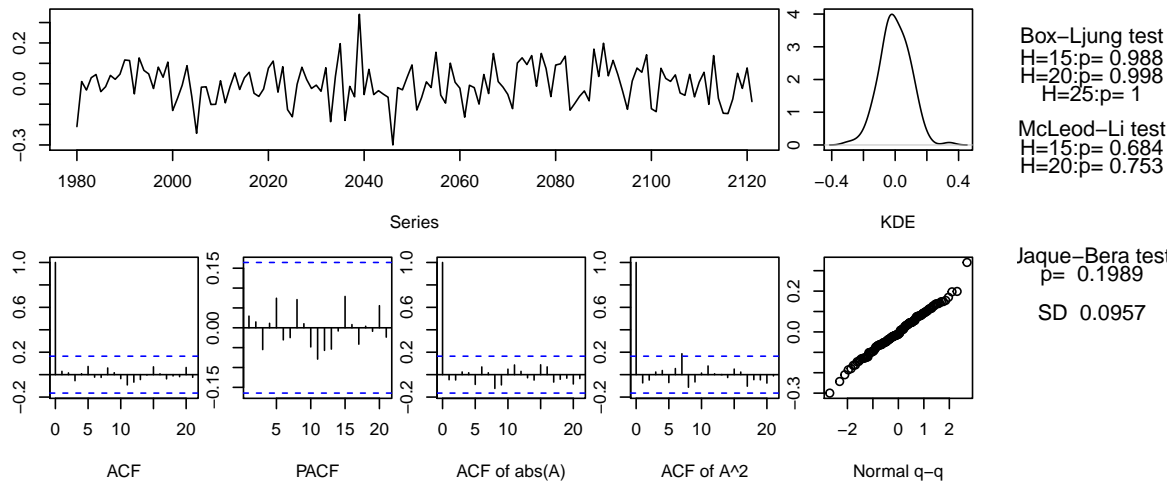 0.2
0.0
−0.3
1980 2000 2020 2040 2060 2080 2100 2120
Series
4
3
2
1
0
−0.4 0.0 0.4
KDE
Box−Ljung test
H=15:p= 0.988
H=20:p= 0.998
H=25:p= 1
McLeod−Li test
H=15:p= 0.684
H=20:p= 0.753
1.0
0.6
0.2
−0.2
0 5 10 20
ACF
0.15
0.00
−0.15
0 5 10 15 20
PACF
1.0
0.6
0.2
−0.2
0 5 10 20
ACF of abs(A)
1.0
0.6
0.2
−0.2
0 5 10 20
ACF of A^2
0.2
0.0
−0.3
−2 0 1 2
Normal q−q
Jaque−Bera test
p= 0.1989
SD 0.0957